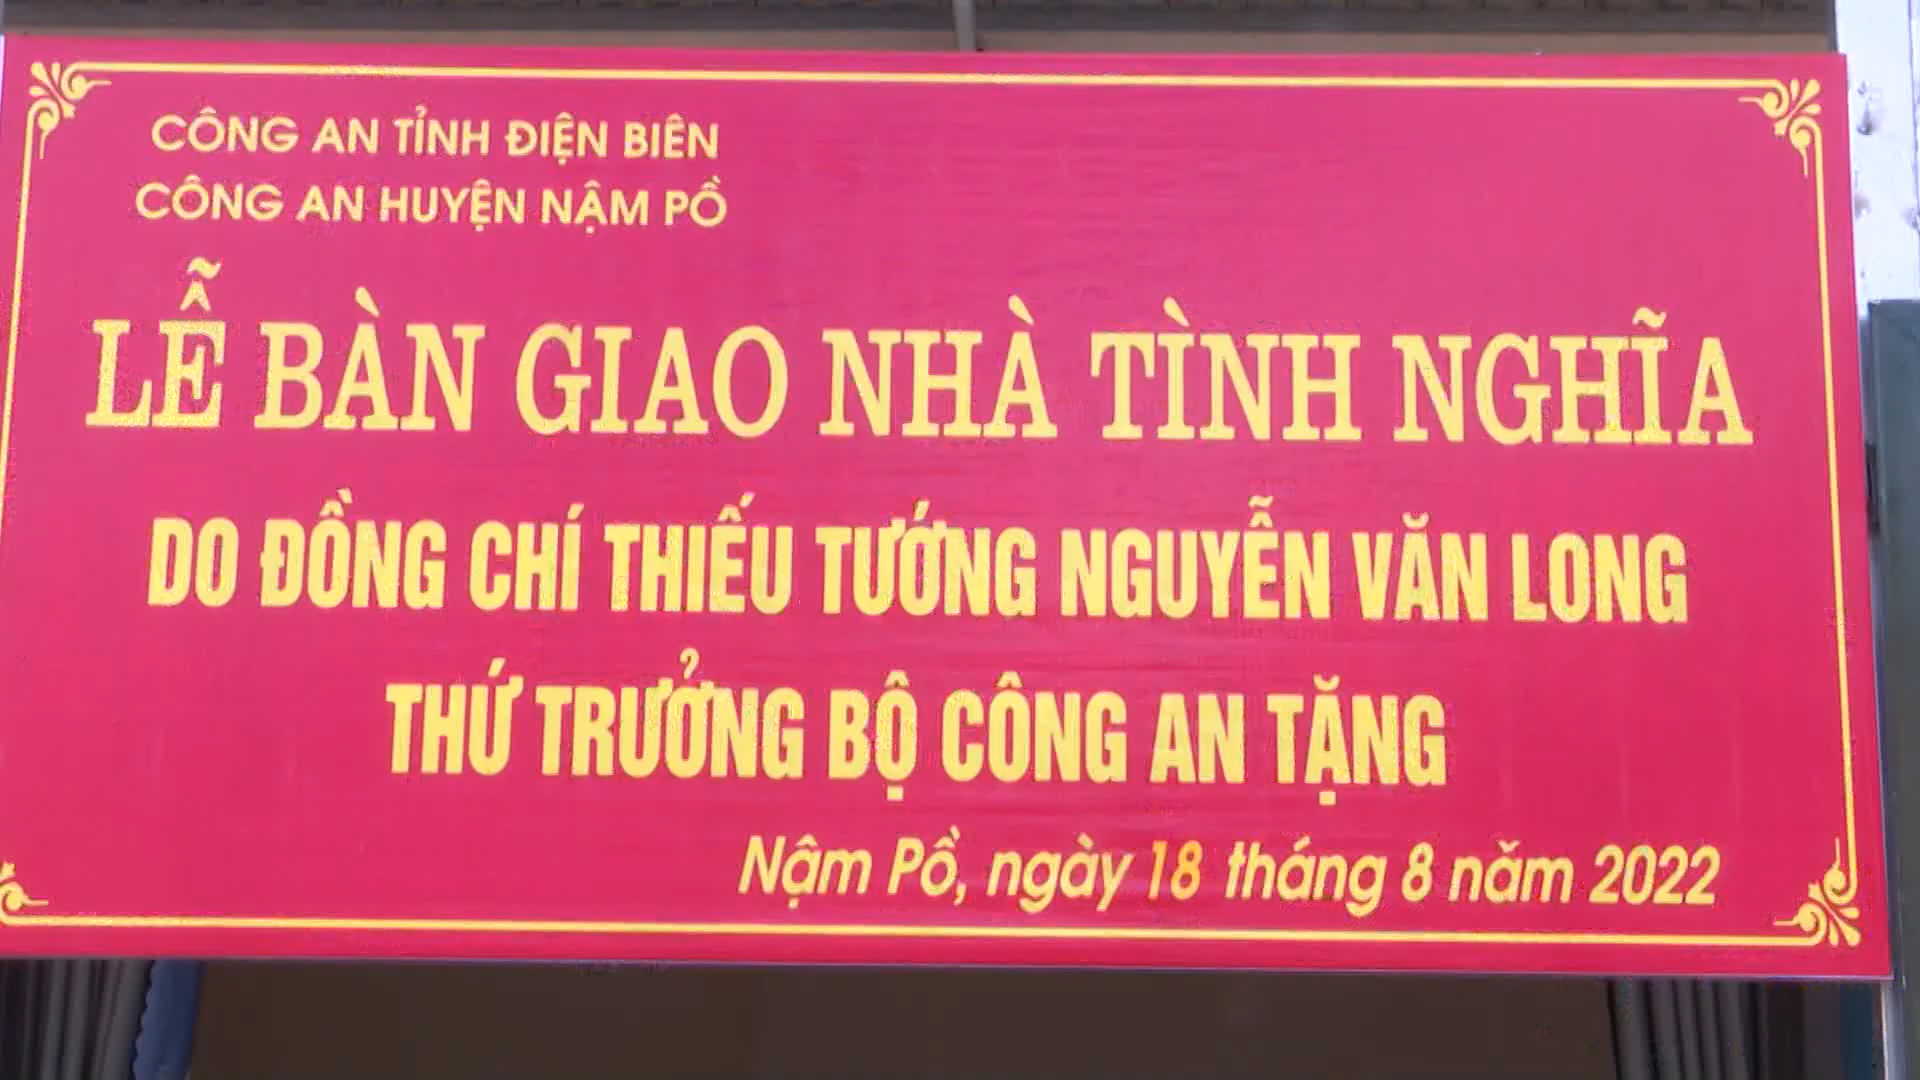 CÔNG AN TỈNH ĐIỆN BIÊN
CÔNG AN HUYỆN NẬM PỒ
LỄ BÀN GIAO NHÀ TÌNH NGHĨA
DO ĐỒNG CHÍ THIẾU TƯỚNG NGUYỄN VĂN LONG
THỨ TRƯỞNG BỘ CÔNG AN TẶNG
Nậm Pồ, ngày 18 tháng 8 năm 2022